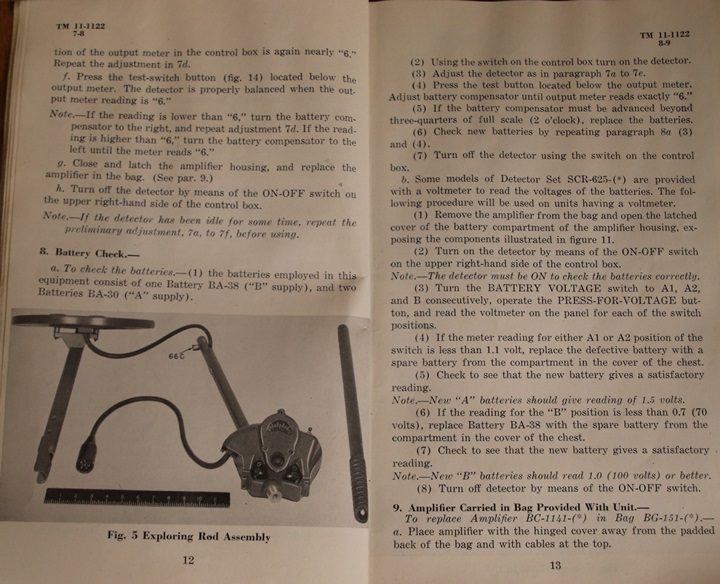 TM 11-1122
7-8
tion of the output meter in the control box is again nearly “6.”
Repeat the adjustment in 7d.
f. Press the test-switch button (fig. 14) located below the
output meter. The detector is properly balanced when the out-
put meter reading is “6.”
Note.—If the reading is lower than “6,” turn the battery com-
pensator to the right, and repeat adjustment 7d. If the read-
ing is higher than “6,” turn the battery compensator to the
left until the meter reads “6.”
g. Close and latch the amplifier housing, and replace the
amplifier in the bag. (See par. 9.)
h. Turn off the detector by means of the ON-OFF switch on
the upper right-hand side of the control box.
Note.—If the detector has been idle for some time, repeat the
preliminary adjustment, 7a, to 7f, before using.
8. Battery Check.—
a. To check the batteries.—(1) the batteries employed in this
equipment consist of one Battery BA-38 (“B” supply), and two
Batteries BA-30 (“A” supply).
66C
Fig. 5 Exploring Rod Assembly
12
TM 11-1122
8-9
(2) Using the switch on the control box turn on the detector.
(3) Adjust the detector as in paragraph 7a to 7e.
(4) Press the test button located below the output meter.
Adjust battery compensator until output meter reads exactly “6.”
(5) If the battery compensator must be advanced beyond
three-quarters of full scale (2 o’clock), replace the batteries.
(6) Check new batteries by repeating paragraph 8a (3)
and (4).
(7) Turn off the detector using the switch on the control
box.
b. Some models of Detector Set SCR-625-(*) are provided
with a voltmeter to read the voltages of the batteries. The fol-
lowing procedure will be used on units having a voltmeter.
(1) Remove the amplifier from the bag and open the latched
cover of the battery compartment of the amplifier housing, ex-
posing the components illustrated in figure 11.
(2) Turn on the detector by means of the ON-OFF switch
on the upper right-hand side of the control box.
Note.—The detector must be ON to check the batteries correctly.
(3) Turn the BATTERY VOLTAGE switch to A1, A2,
and B consecutively, operate the PRESS-FOR-VOLTAGE but-
ton, and read the voltmeter on the panel for each of the switch
positions.
(4) If the meter reading for either A1 or A2 position of the
switch is less than 1.1 volt, replace the defective battery with a
spare battery from the compartment in the cover of the chest.
(5) Check to see that the new battery gives a satisfactory
reading.
Note.—New “A” batteries should give reading of 1.5 volts.
(6) If the reading for the “B” position is less than 0.7 (70
volts), replace Battery BA-38 with the spare battery from the
compartment in the cover of the chest.
(7) Check to see that the new battery gives a satisfactory
reading.
Note.—New “B” batteries should read 1.0 (100 volts) or better.
(8) Turn off detector by means of the ON-OFF switch.
9. Amplifier Carried in Bag Provided With Unit.—
To replace Amplifier BC-1141-(*) in Bag BG-151-(*).—
a. Place amplifier with the hinged cover away from the padded
back of the bag and with cables at the top.
13